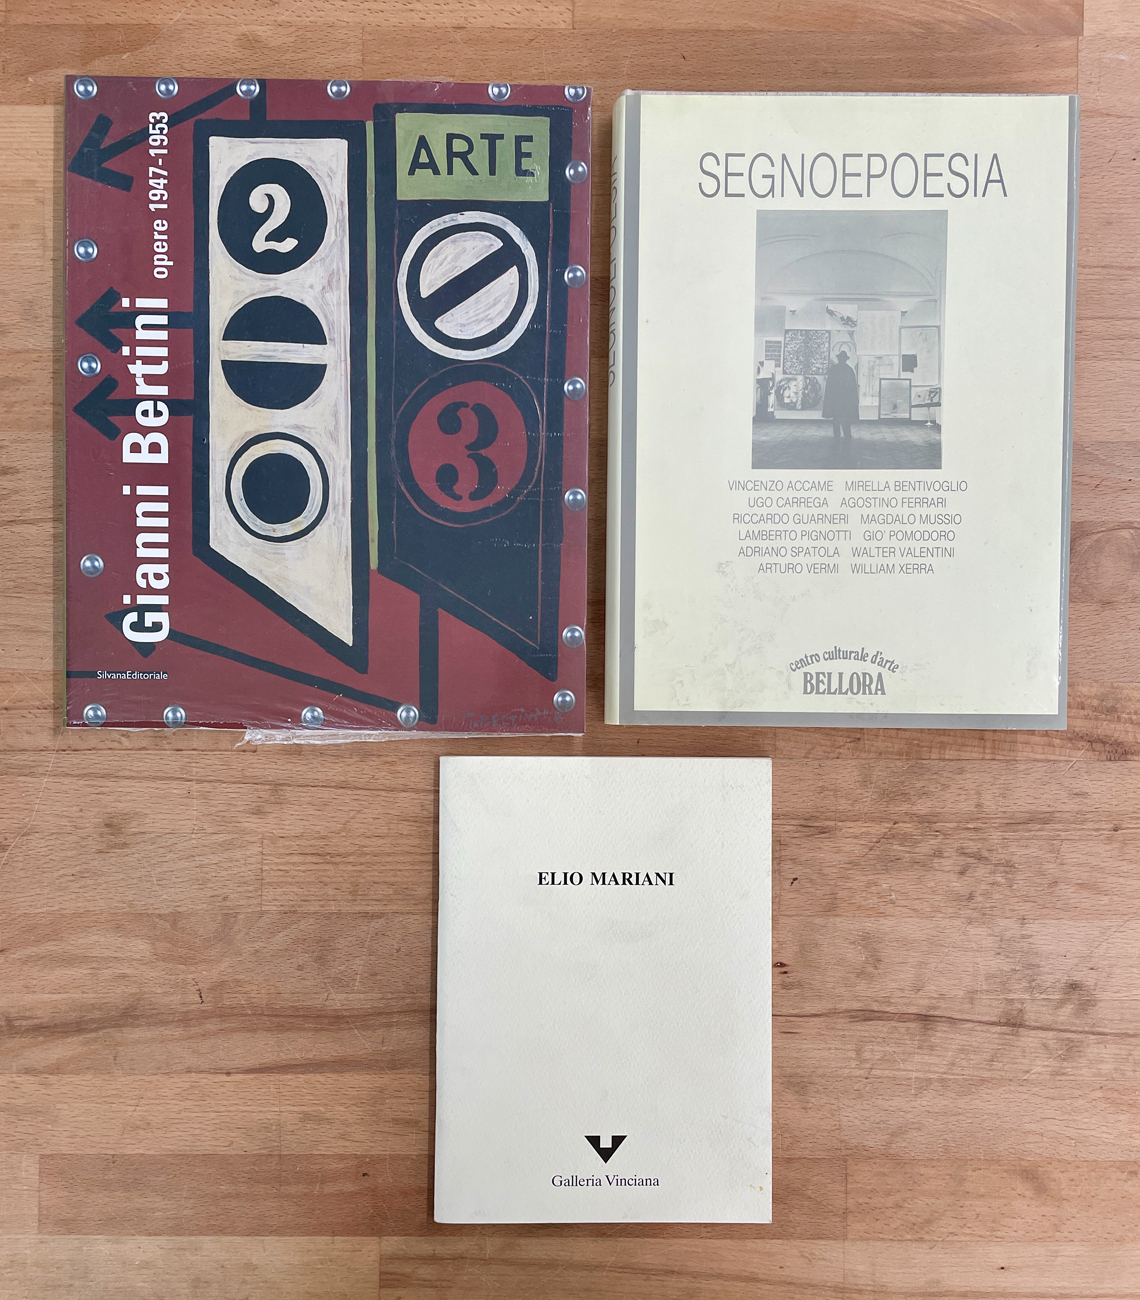 Gianni Bertini opere 1947-1953
ARTE
2
3
SilvanaEditoriale
SEGNOEPOESIA
VINCENZO ACCAME MIRELLA BENTIVOGLIO
UGO CARREGA AGOSTINO FERRARI
RICCARDO GUARNERI MAGDALO MUSSIO
LAMBERTO PIGNOTTI GIO' POMODORO
ADRIANO SPATOLA WALTER VALENTINI
ARTURO VERMI WILLIAM XERRA
centro culturale d'arte
BELLORA
ELIO MARIANI
Galleria Vinciana